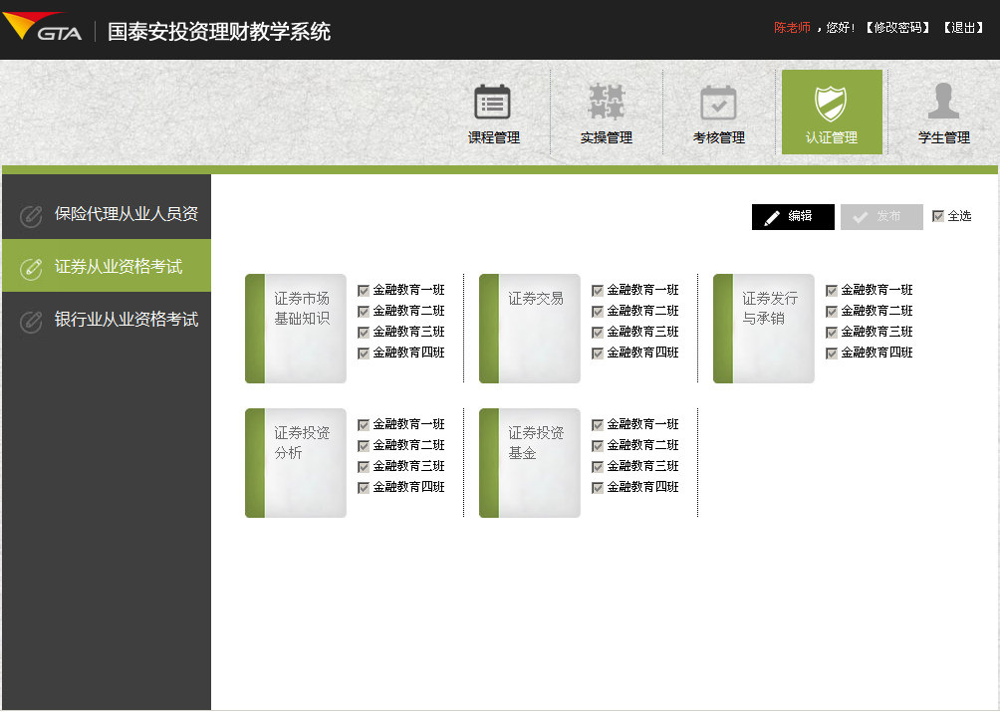 GTA
国泰安投资理财教学系统
陈老师，您好! 【修改密码】 【退出】
课程管理
实操管理
考核管理
认证管理
学生管理
保险代理从业人员资
证券从业资格考试
银行业从业资格考试
编辑
发布
全选
证券市场
基础知识
金融教育一班
金融教育二班
金融教育三班
金融教育四班
证券交易
金融教育一班
金融教育二班
金融教育三班
金融教育四班
证券发行
与承销
金融教育一班
金融教育二班
金融教育三班
金融教育四班
证券投资
分析
金融教育一班
金融教育二班
金融教育三班
金融教育四班
证券投资
基金
金融教育一班
金融教育二班
金融教育三班
金融教育四班